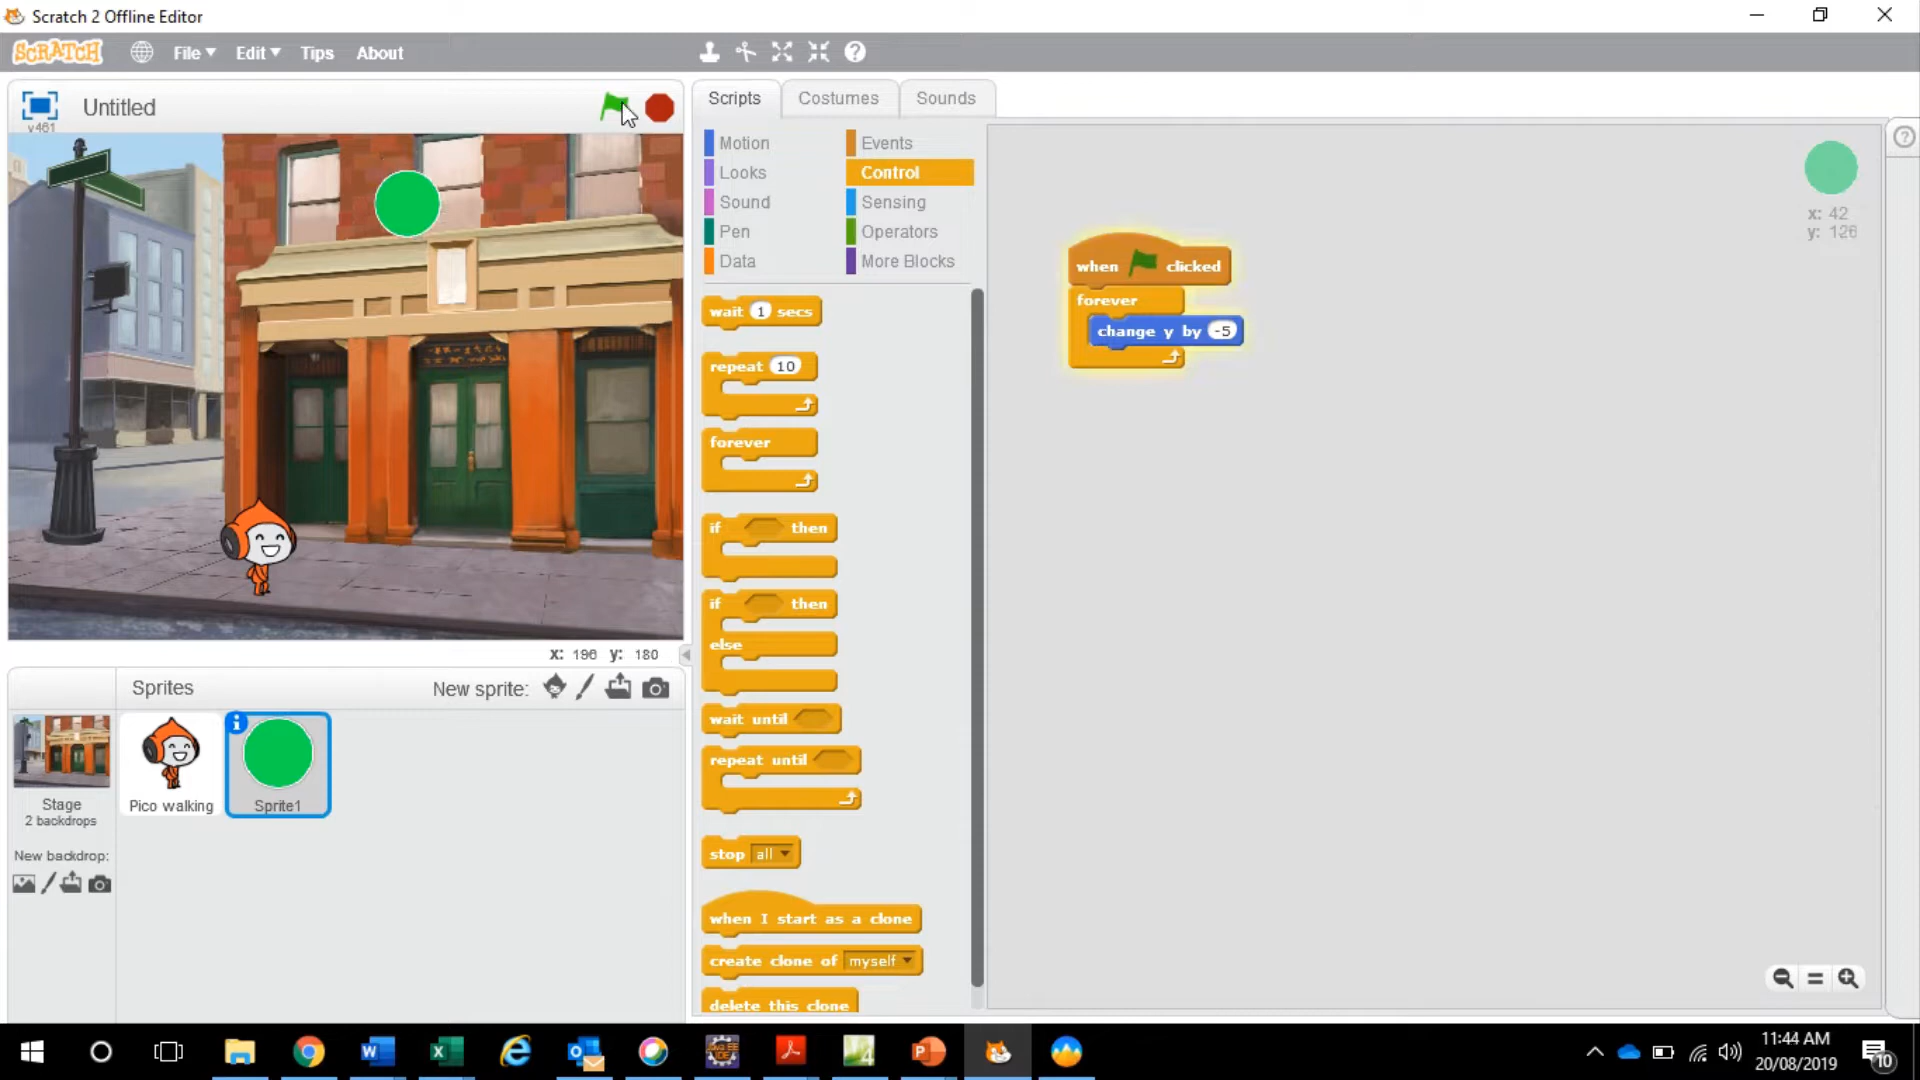 Scratch 2 Offline Editor
SCRATCH
File
Edit
Tips
About
Untitled
v461
Scripts
Costumes
Sounds
Motion
Events
Looks
Control
Sound
Sensing
Pen
Operators
Data
More Blocks
wait 1 secs
repeat 10
forever
if then
if then
else
wait until
repeat until
stop all
when I start as a clone
create clone of myself
delete this clone
when clicked
forever
change y by -5
x: 42
y: 126
x: 196 y: 180
Sprites
New sprite:
Stage
2 backdrops
New backdrop:
Pico walking
Sprite1
11:44 AM
20/08/2019
10